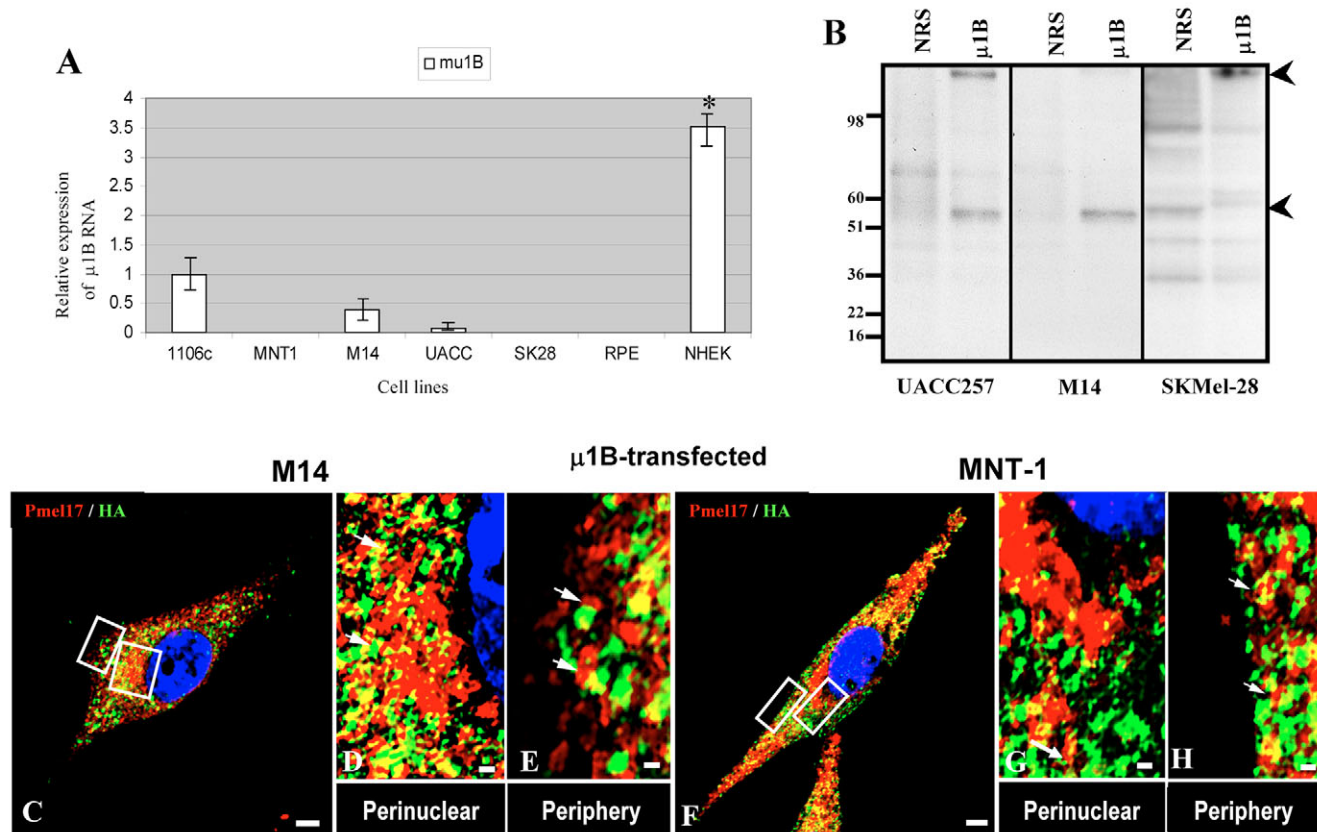 A
mu1B
Relative expression
of µ1B RNA
4
3.5
3
2.5
2
1.5
1
0.5
0
*
1106c MNT1 M14 UACC SK28 RPE NHEK
Cell lines
B
NRS µ1B NRS µ1B NRS µ1B
98
60
51
36
22
16
UACC257 M14 SKMel-28
µ1B-transfected
M14 MNT-1
Pmel17 / HA
Pmel17 / HA
C D E F G H
Perinuclear Periphery Perinuclear Periphery